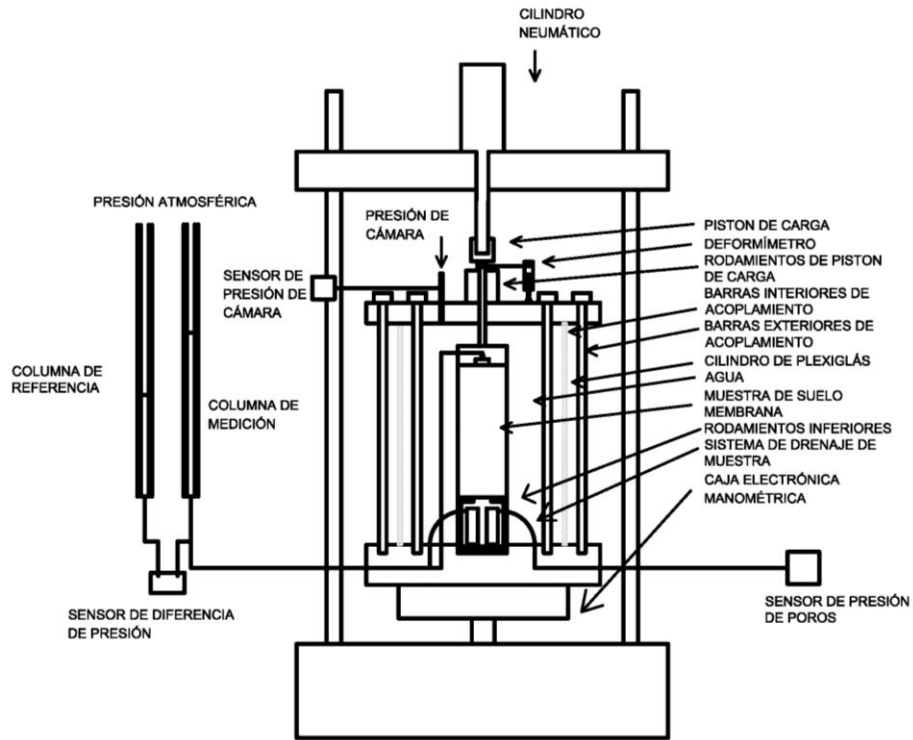 CILINDRO
NEUMÁTICO
PRESIÓN ATMOSFÉRICA
PRESIÓN DE
CÁMARA
SENSOR DE
PRESIÓN DE
CÁMARA
COLUMNA DE
REFERENCIA
COLUMNA DE
MEDICIÓN
PISTON DE CARGA
DEFORMÍMETRO
RODAMIENTOS DE PISTON
DE CARGA
BARRAS INTERIORES DE
ACOPLAMIENTO
BARRAS EXTERIORES DE
ACOPLAMIENTO
CILINDRO DE PLEXIGLÁS
AGUA
MUESTRA DE SUELO
MEMBRANA
RODAMIENTOS INFERIORES
SISTEMA DE DRENAJE DE
MUESTRA
CAJA ELECTRÓNICA
MANOMÉTRICA
SENSOR DE DIFERENCIA
DE PRESIÓN
SENSOR DE PRESIÓN
DE POROS